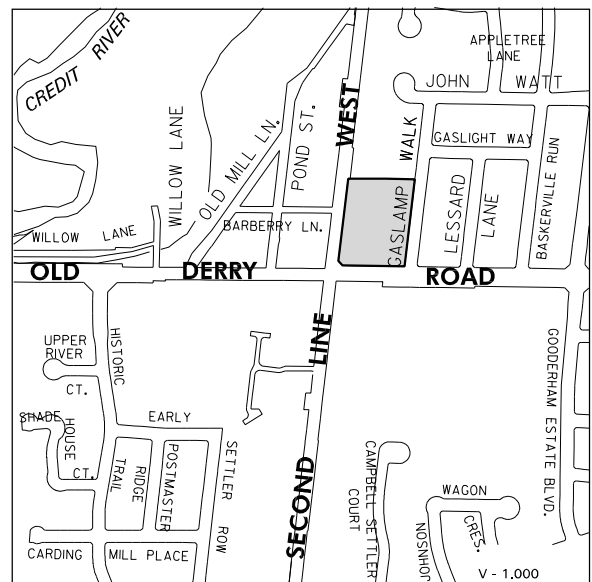 CREDIT RIVER
APPLETREE
LANE
JOHN WATT
WEST
WALK
GASLIGHT WAY
WILLOW LANE
OLD MILL LN.
POND ST.
BASKERVILLE RUN
LESSARD
LANE
GASLAMP
BARBERRY LN.
WILLOW LANE
OLD DERRY ROAD
LINE
SECOND
HISTORIC
TRAIL
UPPER
RIVER
CT.
GOODERHAM ESTATE BLVD.
SHADE
HOUSE
CT.
EARLY
SETTLER ROW
RIDGE
POSTMASTER
CAMPBELL SETTLER
COURT
WAGON
CRES.
JOHNSON
CARDING MILL PLACE
V - 1.000